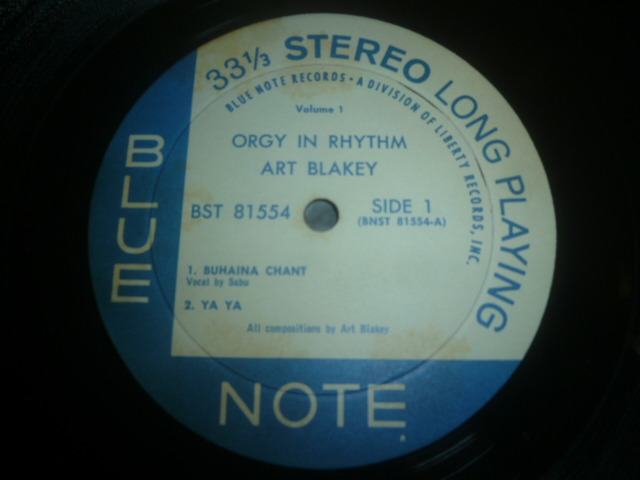 33⅓ STEREO LONG PLAYING
BLUE NOTE RECORDS • A DIVISION OF LIBERTY RECORDS, INC.
Volume 1
ORGY IN RHYTHM
ART BLAKEY
BST 81554
SIDE 1
(BNST 81554-A)
1. BUHAINA CHANT
Vocal by Sabu
2. YA YA
All compositions by Art Blakey
BLUE
NOTE